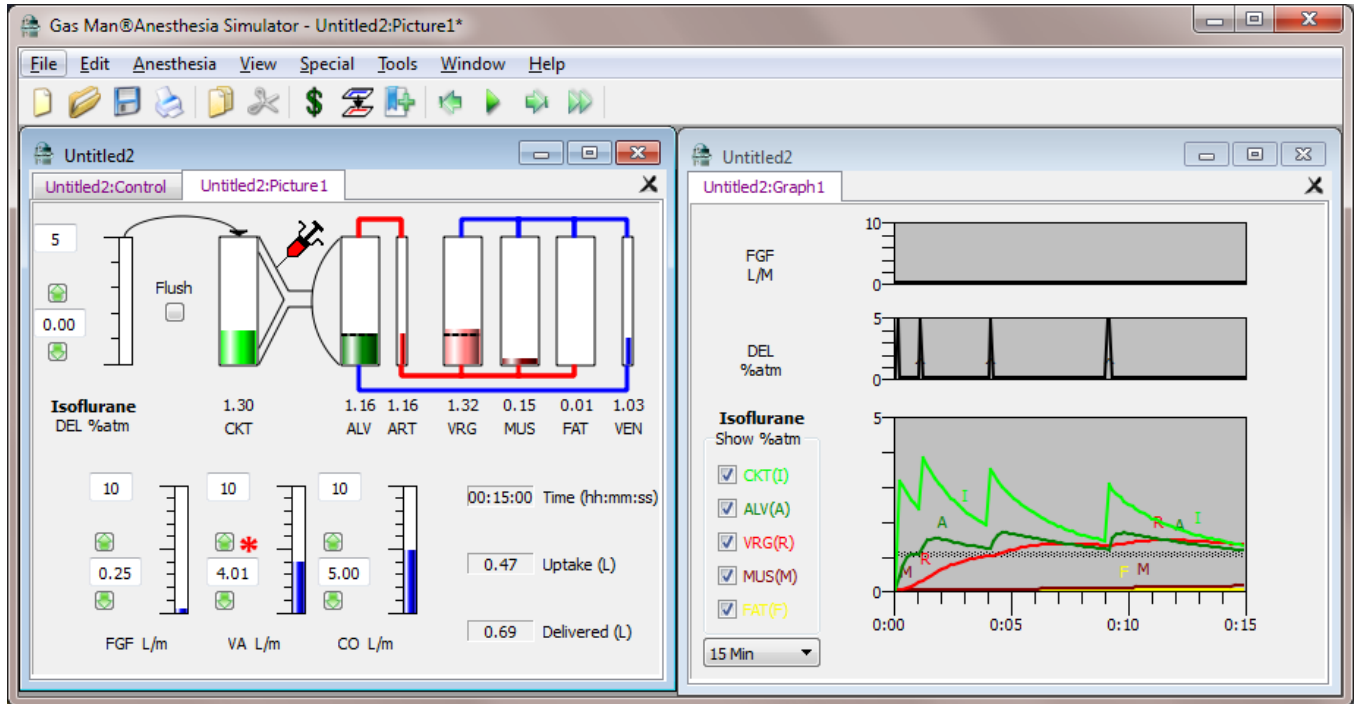 Gas Man®Anesthesia Simulator - Untitled2:Picture1*
File Edit Anesthesia View Special Tools Window Help
$
Untitled2
Untitled2:Control Untitled2:Picture1
5
Flush
0.00
Isoflurane 1.30 1.16 1.16 1.32 0.15 0.01 1.03
DEL %atm CKT ALV ART VRG MUS FAT VEN
10 10 10
00:15:00 Time (hh:mm:ss)
*
0.25 4.01 5.00
0.47 Uptake (L)
0.69 Delivered (L)
FGF L/m VA L/m CO L/m
Untitled2
Untitled2:Graph1
10
FGF
L/M
0
5
DEL
%atm
0
Isoflurane
Show %atm
5
CKT(I)
ALV(A)
VRG(R)
MUS(M)
FAT(F)
I
A R A I
M R F M
0
0:00 0:05 0:10 0:15
15 Min